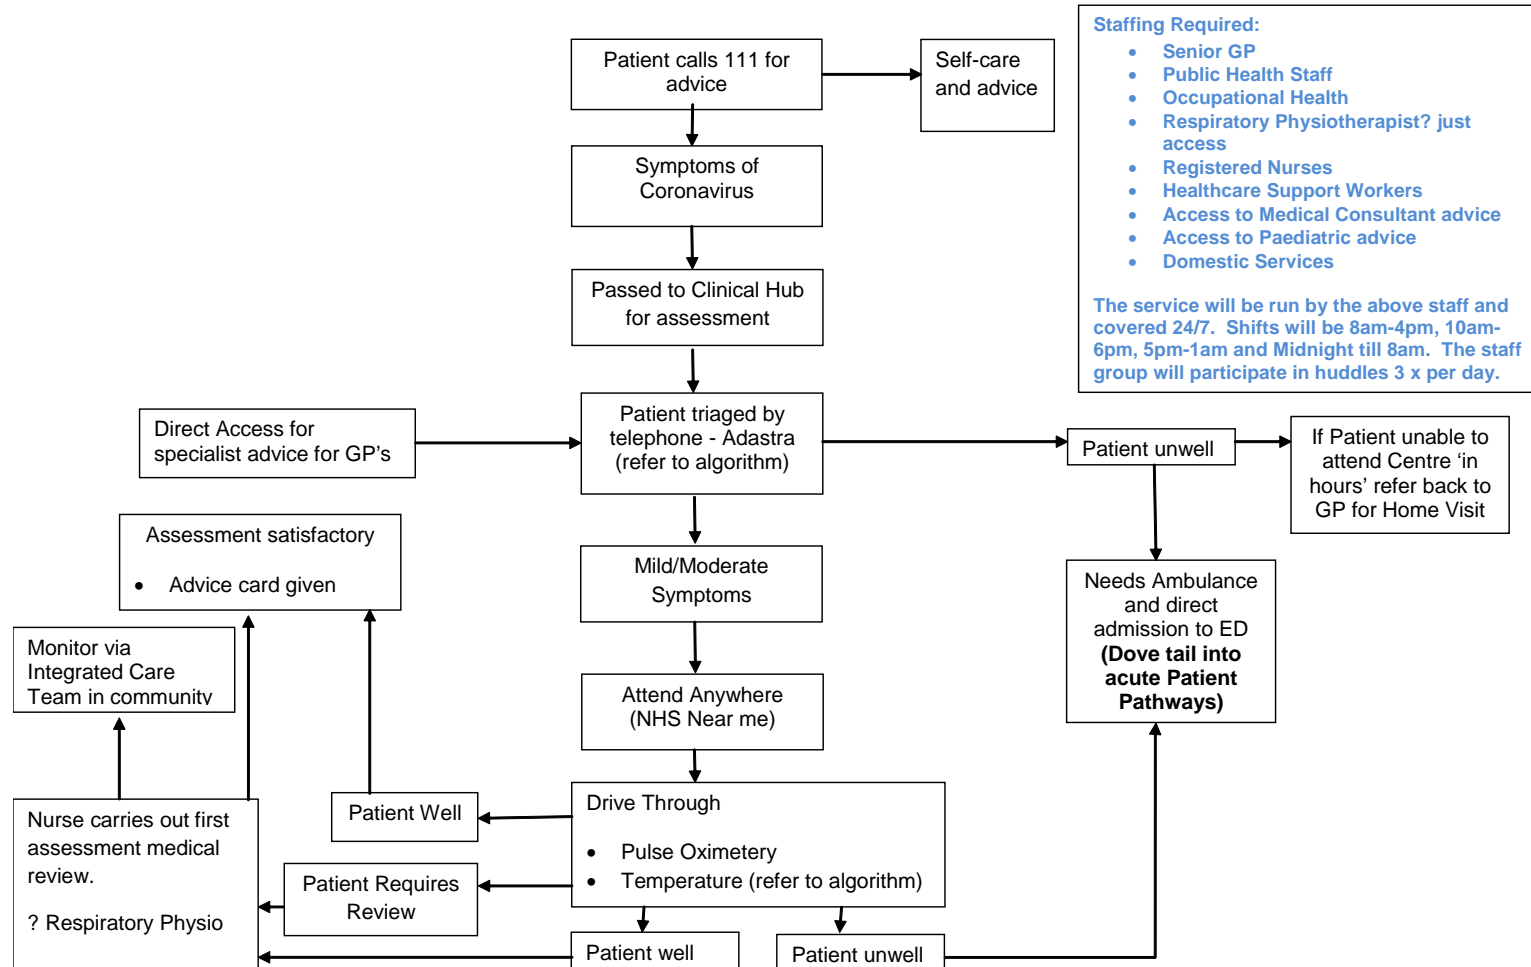 Patient calls 111 for
advice
Self-care
and advice
Staffing Required:
• Senior GP
• Public Health Staff
• Occupational Health
• Respiratory Physiotherapist? just
access
• Registered Nurses
• Healthcare Support Workers
• Access to Medical Consultant advice
• Access to Paediatric advice
• Domestic Services
The service will be run by the above staff and
covered 24/7. Shifts will be 8am-4pm, 10am-
6pm, 5pm-1am and Midnight till 8am. The staff
group will participate in huddles 3 x per day.
Symptoms of
Coronavirus
Passed to Clinical Hub
for assessment
Direct Access for
specialist advice for GP's
Patient triaged by
telephone - Adastra
(refer to algorithm)
Patient unwell
If Patient unable to
attend Centre 'in
hours' refer back to
GP for Home Visit
Assessment satisfactory
• Advice card given
Mild/Moderate
Symptoms
Needs Ambulance
and direct
admission to ED
(Dove tail into
acute Patient
Pathways)
Monitor via
Integrated Care
Team in community
Attend Anywhere
(NHS Near me)
Patient Well
Drive Through
• Pulse Oximetery
• Temperature (refer to algorithm)
Nurse carries out first
assessment medical
review.
? Respiratory Physio
Patient Requires
Review
Patient well
Patient unwell